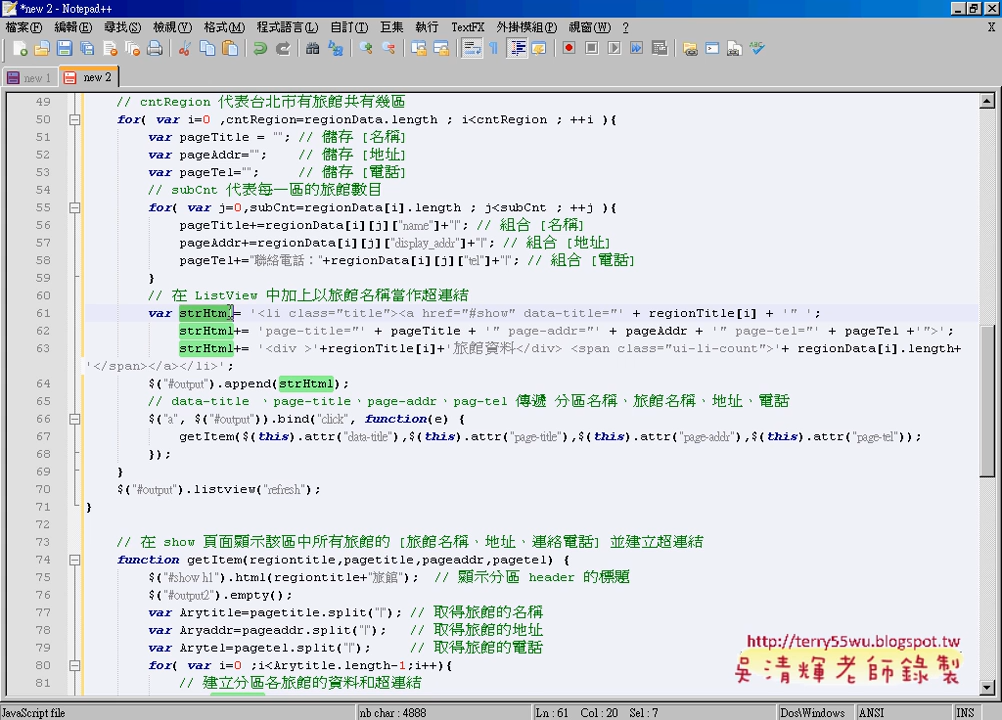 *new 2 - Notepad++
檔案(F) 編輯(E) 尋找(S) 檢視(V) 格式(M) 程式語言(L) 自訂(T) 巨集 執行 TextFX 外掛模組(P) 視窗(W) ? X
new 1 new 2
49 // cntRegion 代表台北市有旅館共有幾區
50 for( var i=0 ,cntRegion=regionData.length ; i<cntRegion ; ++i ){
51 var pageTitle = ""; // 儲存 [名稱]
52 var pageAddr=""; // 儲存 [地址]
53 var pageTel=""; // 儲存 [電話]
54 // subCnt 代表每一區的旅館數目
55 for( var j=0,subCnt=regionData[i].length ; j<subCnt ; ++j ){
56 pageTitle+=regionData[i][j]["name"]+"|"; // 組合 [名稱]
57 pageAddr+=regionData[i][j]["display_addr"]+"|"; // 組合 [地址]
58 pageTel+="聯絡電話："+regionData[i][j]["tel"]+"|"; // 組合 [電話]
59 }
60 // 在 ListView 中加上以旅館名稱當作超連結
61 var strHtml= '<li class="title"><a href="#show" data-title="' + regionTitle[i] + '" ';
62 strHtml+= 'page-title="' + pageTitle + '" page-addr="' + pageAddr + '" page-tel="' + pageTel +'">';
63 strHtml+= '<div >'+regionTitle[i]+'旅館資料</div> <span class="ui-li-count">'+ regionData[i].length+
'</span></a></li>';
64 $("#output").append(strHtml);
65 // data-title 、page-title、page-addr、pag-tel 傳遞 分區名稱、旅館名稱、地址、電話
66 $("a", $("#output")).bind("click", function(e) {
67 getItem($(this).attr("data-title"),$(this).attr("page-title"),$(this).attr("page-addr"),$(this).attr("page-tel"));
68 });
69 }
70 $("#output").listview("refresh");
71 }
72
73 // 在 show 頁面顯示該區中所有旅館的 [旅館名稱、地址、連絡電話] 並建立超連結
74 function getItem(regiontitle,pagetitle,pageaddr,pagetel) {
75 $("#show h1").html(regiontitle+"旅館"); // 顯示分區 header 的標題
76 $("#output2").empty();
77 var Arytitle=pagetitle.split("|"); // 取得旅館的名稱
78 var Aryaddr=pageaddr.split("|"); // 取得旅館的地址
79 var Arytel=pagetel.split("|"); // 取得旅館的電話
80 for( var i=0 ;i<Arytitle.length-1;i++){
81 // 建立分區各旅館的資料和超連結
http://terry55wu.blogspot.tw
吳清輝老師錄製
JavaScript file nb char : 4888 Ln : 61 Col : 20 Sel : 7 Dos\Windows ANSI INS